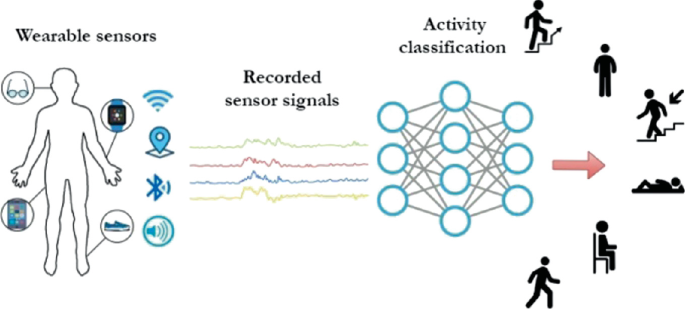 Wearable sensors
Recorded
sensor signals
Activity
classification